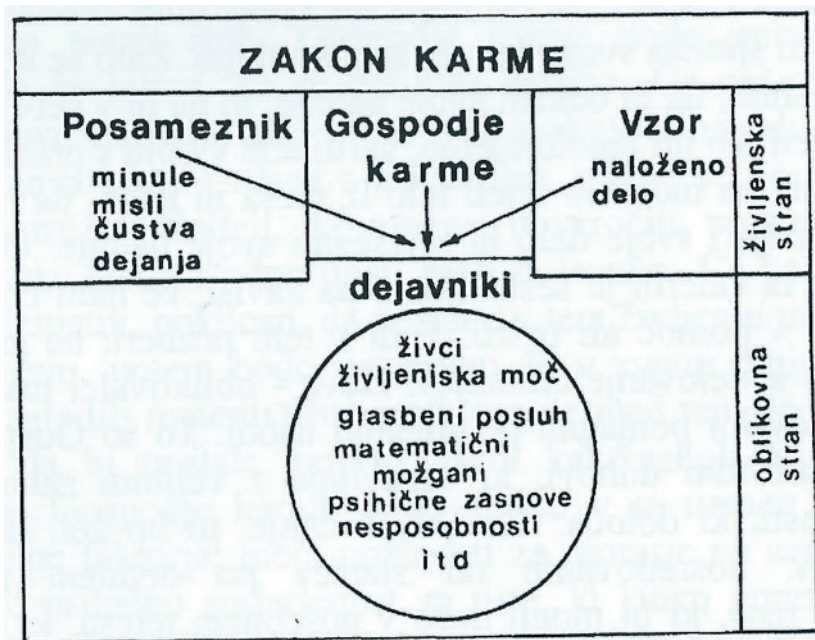 ZAKON KARME
Posameznik
minule
misli
čustva
dejanja
Gospodje
karme
Vzor
naloženo
delo
življenska
stran
dejavniki
živci
življenjska moč
glasbeni posluh
matematični
možgani
psihične zasnove
nesposobnosti
itd
oblikovna
stran